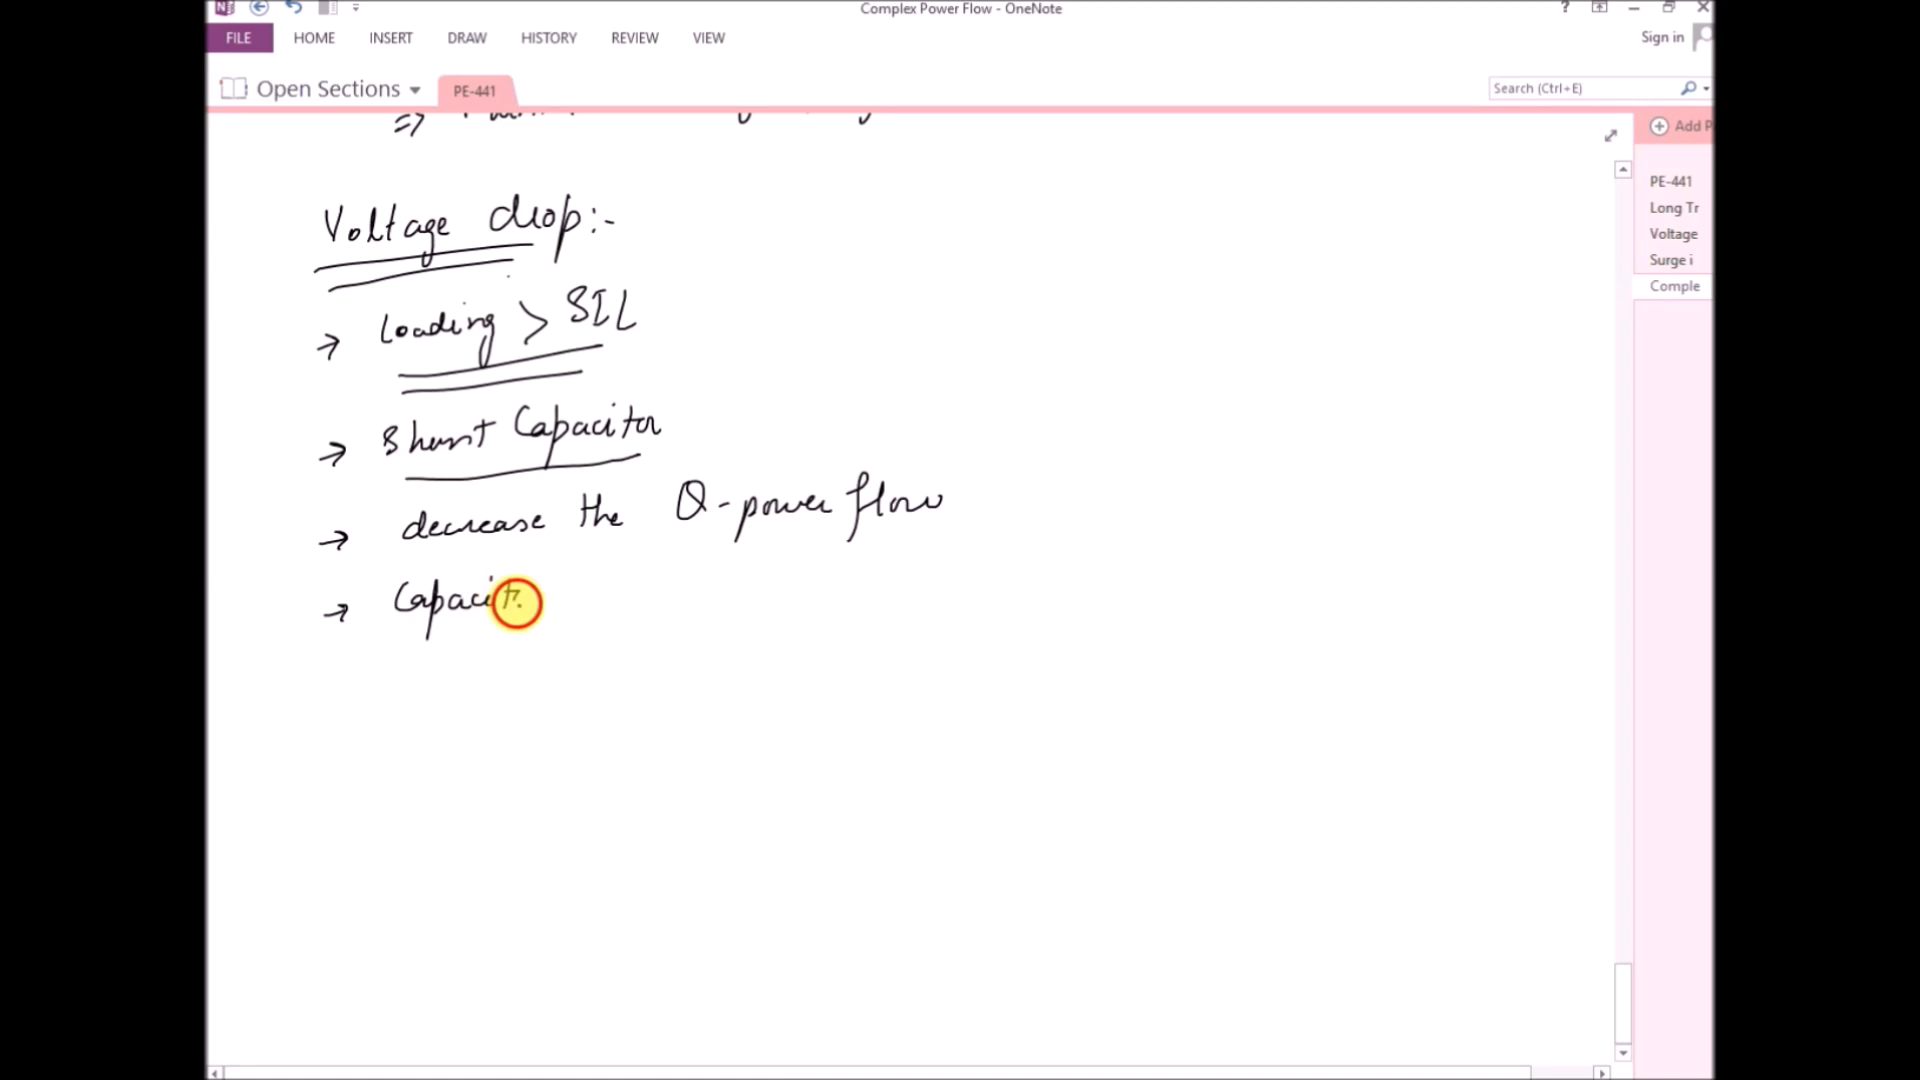 Complex Power Flow - OneNote
FILE HOME INSERT DRAW HISTORY REVIEW VIEW
Sign in
Open Sections
PE-441
Search (Ctrl+E)
Add P
PE-441
Long Tr
Voltage
Surge i
Comple
Voltage drop:-
→ Loading > SIL
→ Shunt Capacitor
→ decrease the Q-power flow
→ Capacit